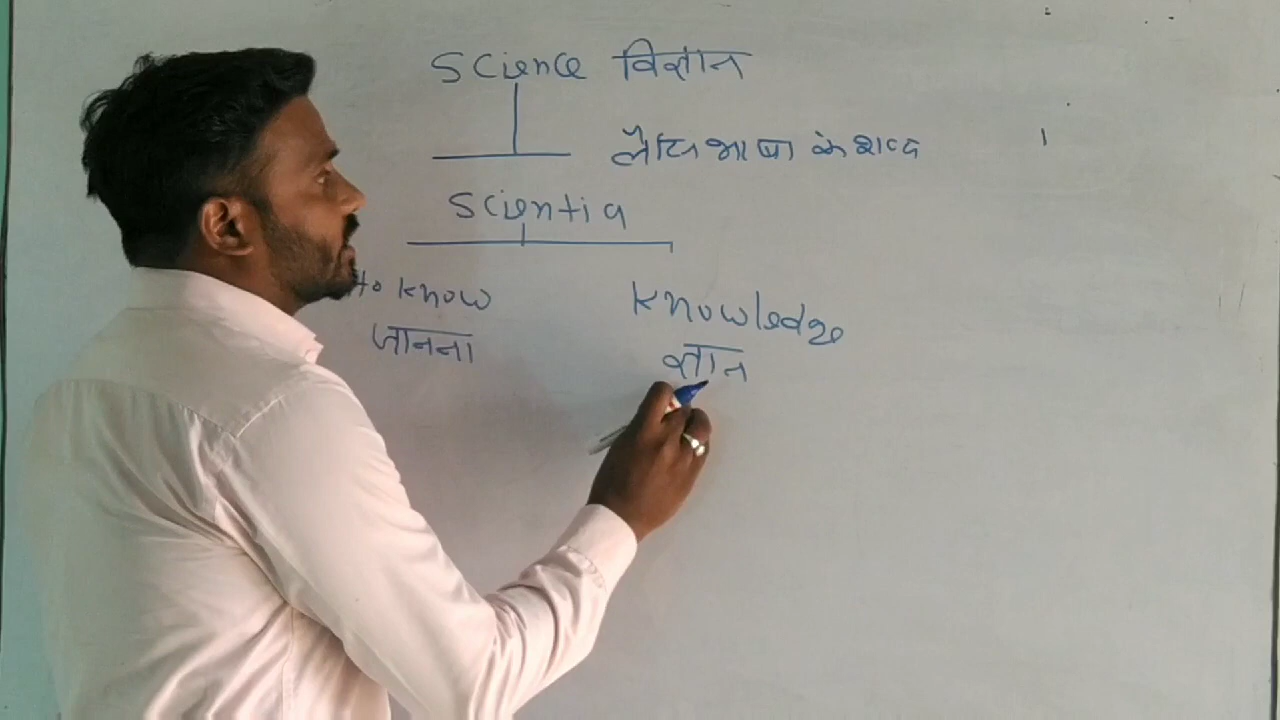 Science विज्ञान
लैटि भाषा के शब्द
Scientia
to know Knowledge
जानना ज्ञान